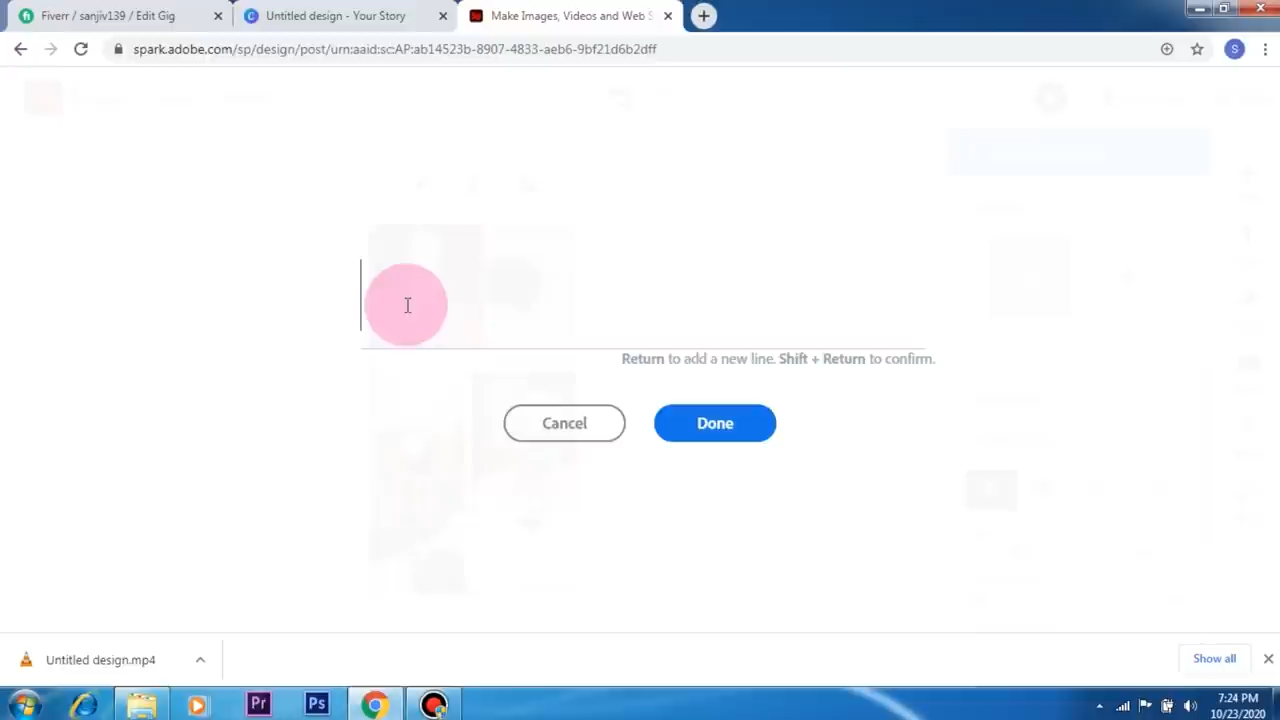 Fiverr / sanjiv139 / Edit Gig
Untitled design - Your Story
Make Images, Videos and Web S
spark.adobe.com/sp/design/post/urn:aaid:sc:AP:ab14523b-8907-4833-aeb6-9bf21d6b2dff
S
Return to add a new line. Shift + Return to confirm.
Cancel
Done
Untitled design.mp4
Show all
Pr
Ps
7:24 PM
10/23/2020